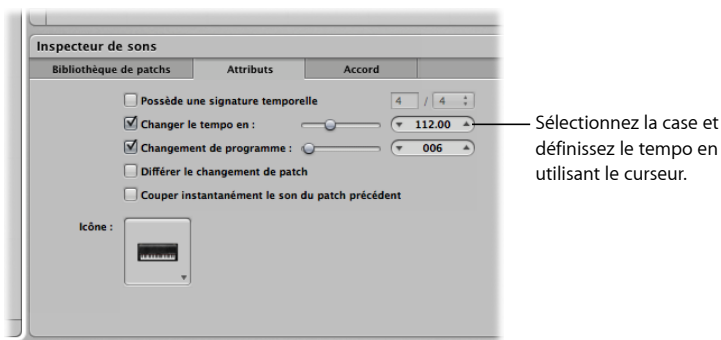 Inspecteur de sons
Bibliothèque de patchs Attributs Accord
Possède une signature temporelle 4 / 4
Changer le tempo en : 112.00
Changement de programme : 006
Différer le changement de patch
Couper instantanément le son du patch précédent
Icône :
Sélectionnez la case et
définissez le tempo en
utilisant le curseur.